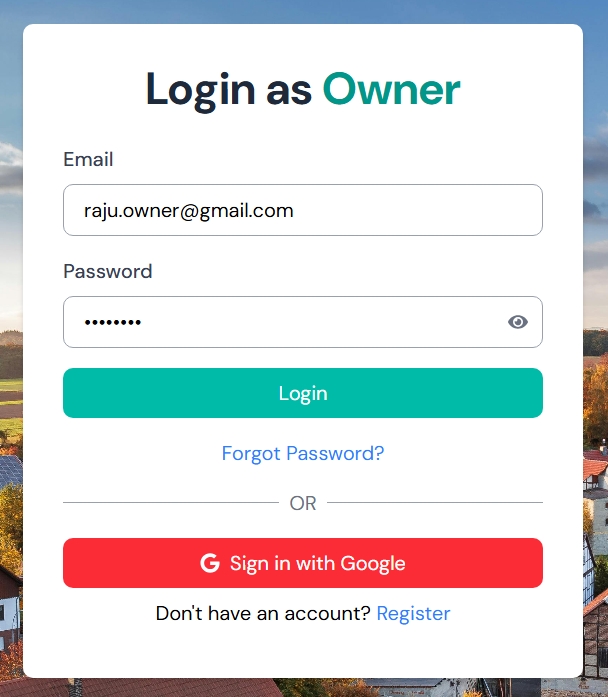 Login as Owner
Email
raju.owner@gmail.com
Password
••••••••
Login
Forgot Password?
OR
Sign in with Google
Don't have an account? Register